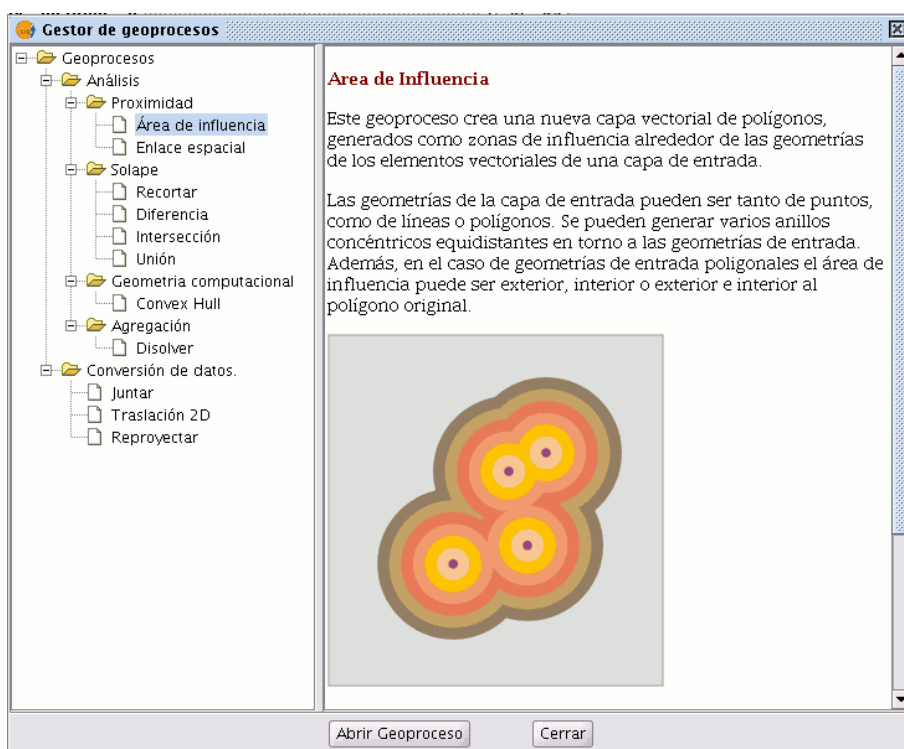 Gestor de geoprocesos
Geoprocesos
Análisis
Proximidad
Área de influencia
Enlace espacial
Solape
Recortar
Diferencia
Intersección
Unión
Geometria computacional
Convex Hull
Agregación
Disolver
Conversión de datos.
Juntar
Traslación 2D
Reproyectar
Area de Influencia
Este geoproceso crea una nueva capa vectorial de polígonos,
generados como zonas de influencia alrededor de las geometrías
de los elementos vectoriales de una capa de entrada.
Las geometrías de la capa de entrada pueden ser tanto de puntos,
como de líneas o polígonos. Se pueden generar varios anillos
concéntricos equidistantes en torno a las geometrías de entrada.
Además, en el caso de geometrías de entrada poligonales el área de
influencia puede ser exterior, interior o exterior e interior al
polígono original.
Abrir Geoproceso
Cerrar